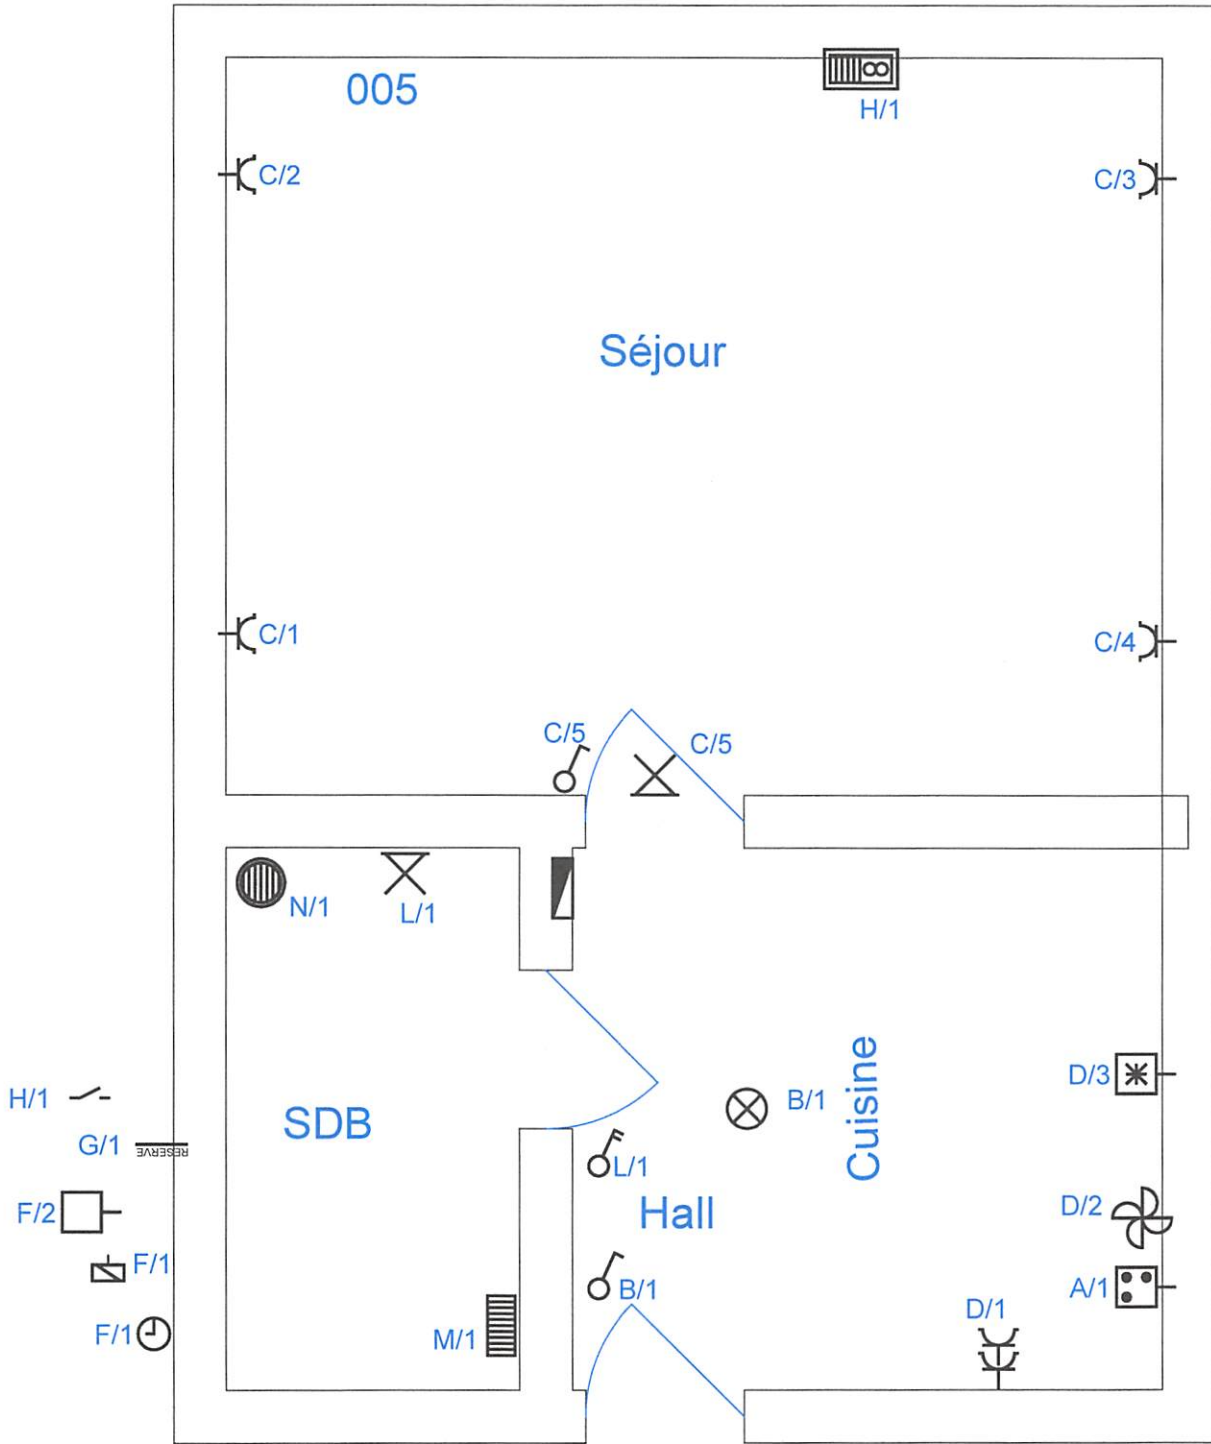 005
H/1
C/2
C/3
Séjour
C/1
C/4
C/5
C/5
N/1
L/1
D/3
H/1
B/1
Cuisine
SDB
G/1
RESERVE
L/1
F/2
Hall
D/2
F/1
B/1
A/1
F/1
M/1
D/1